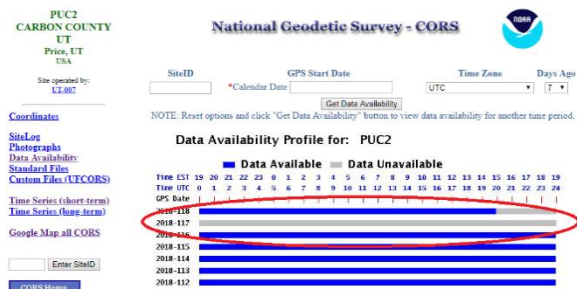 PUC2
CARBON COUNTY
UT
Price, UT
USA
Site operated by:
UT-007
Coordinates
SiteLog
Photographs
Data Availability
Standard Files
Custom Files (UFCORS)
Time Series (short-term)
Time Series (long-term)
Google Map all CORS
Enter SiteID
CORS Home
National Geodetic Survey - CORS
NOAA
SiteID GPS Start Date Time Zone Days Ago
*Calendar Date UTC 7
Get Data Availability
NOTE: Reset options and click "Get Data Availability" button to view data availability for another time period.
Data Availability Profile for: PUC2
Data Available Data Unavailable
Time EST 19 20 21 22 23 0 1 2 3 4 5 6 7 8 9 10 11 12 13 14 15 16 17 18 19
Time UTC 0 1 2 3 4 5 6 7 8 9 10 11 12 13 14 15 16 17 18 19 20 21 22 23 24
GPS Date
2018-118
2018-117
2018-116
2018-115
2018-114
2018-113
2018-112